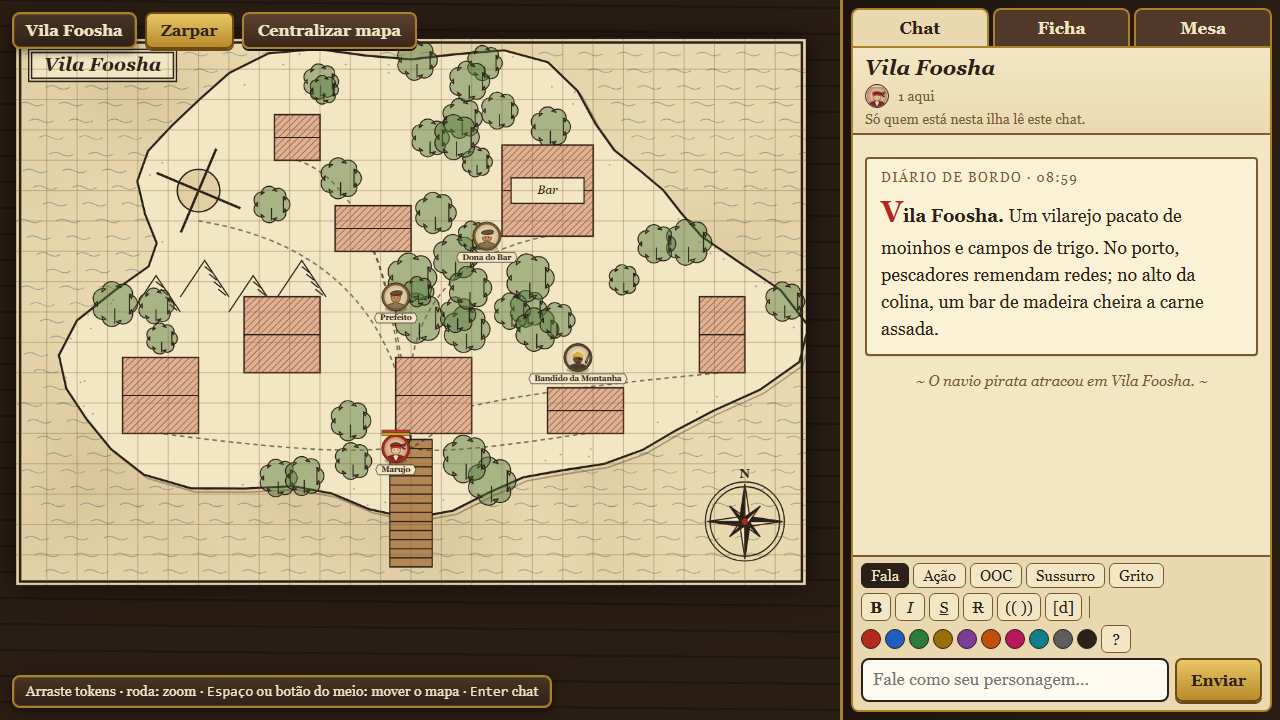 Vila Foosha
Zarpar
Centralizar mapa
Vila Foosha
Bar
Dona do Bar
Prefeito
Bandido da Montanha
Marujo
N
Arraste tokens · roda: zoom · Espaço ou botão do meio: mover o mapa · Enter chat
Chat
Ficha
Mesa
Vila Foosha
1 aqui
Só quem está nesta ilha lê este chat.
DIÁRIO DE BORDO · 08:59
Vila Foosha. Um vilarejo pacato de
moinhos e campos de trigo. No porto,
pescadores remendam redes; no alto da
colina, um bar de madeira cheira a carne
assada.
~ O navio pirata atracou em Vila Foosha. ~
Fala
Ação
OOC
Sussurro
Grito
B
I
S
R
(( ))
[d]
?
Fale como seu personagem...
Enviar